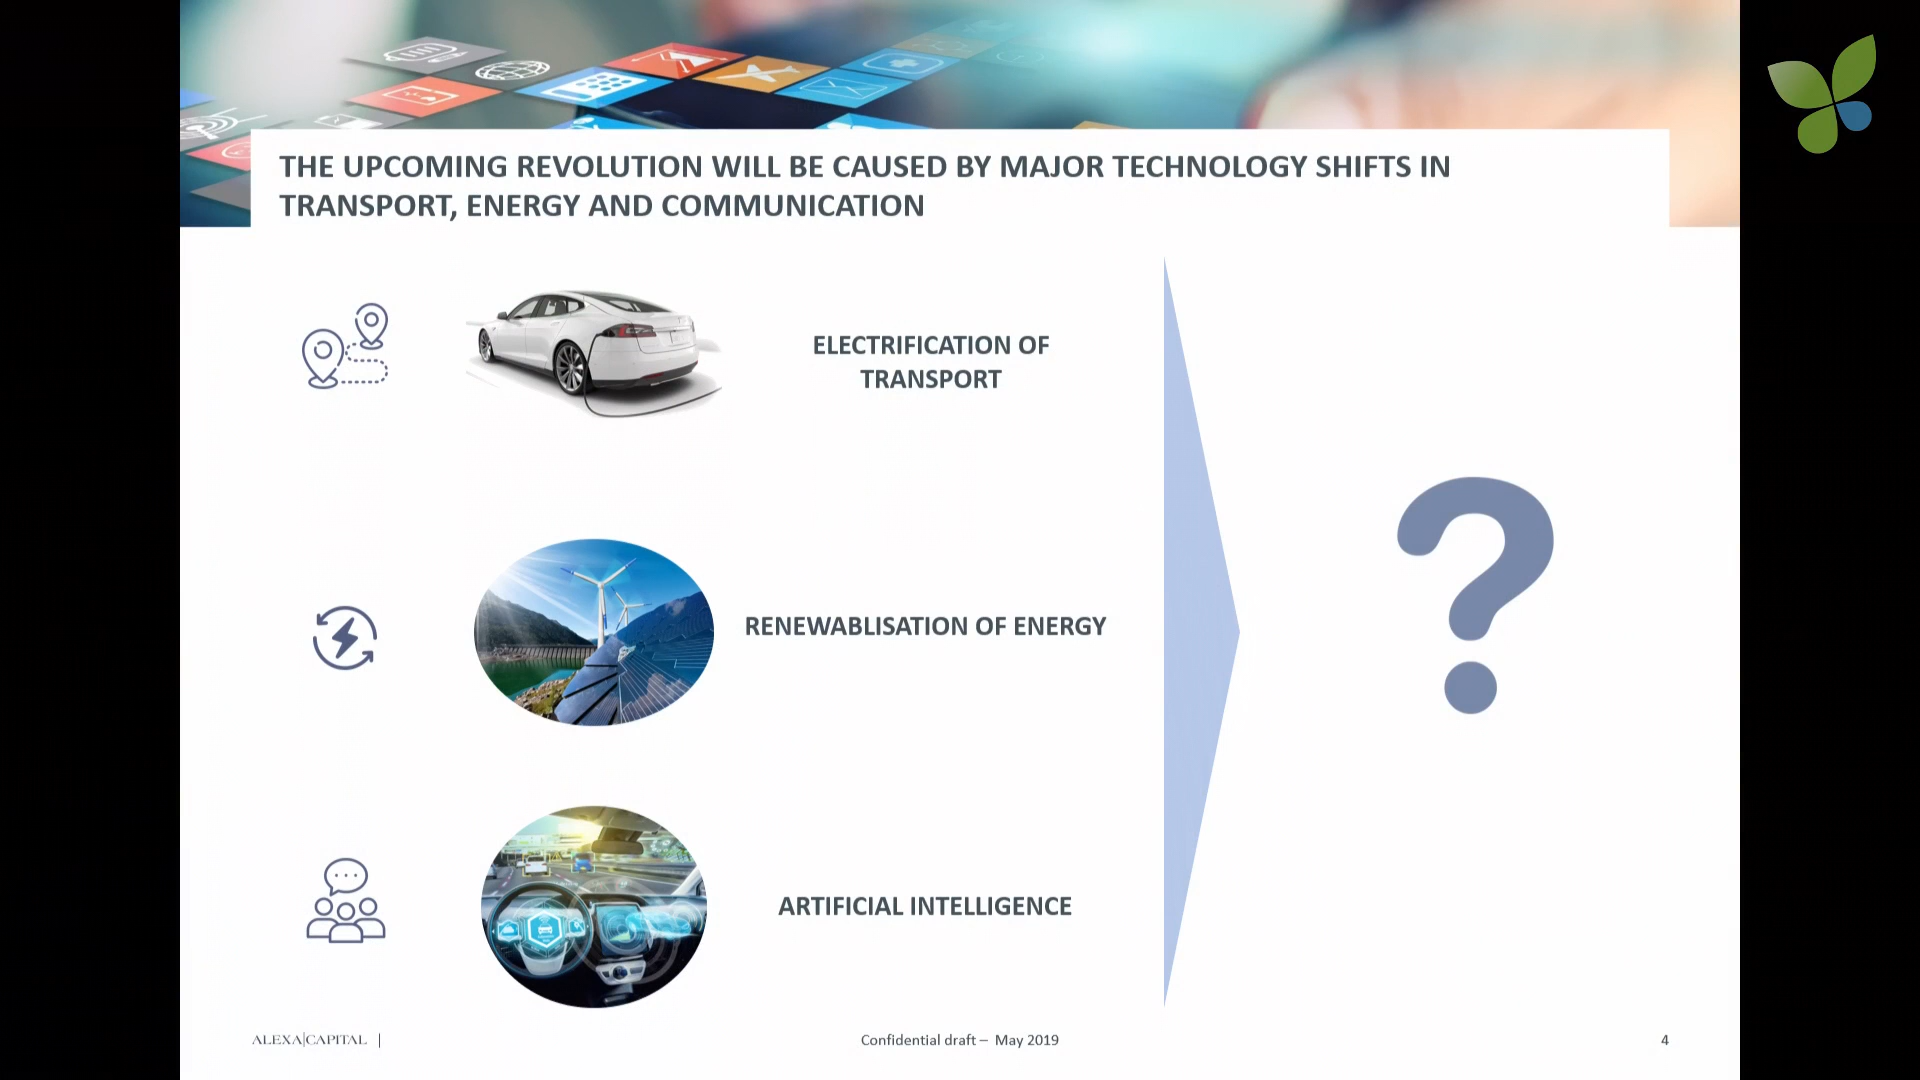 THE UPCOMING REVOLUTION WILL BE CAUSED BY MAJOR TECHNOLOGY SHIFTS IN
TRANSPORT, ENERGY AND COMMUNICATION
ELECTRIFICATION OF
TRANSPORT
RENEWABLISATION OF ENERGY
ARTIFICIAL INTELLIGENCE
?
ALEXA|CAPITAL |
Confidential draft – May 2019
4